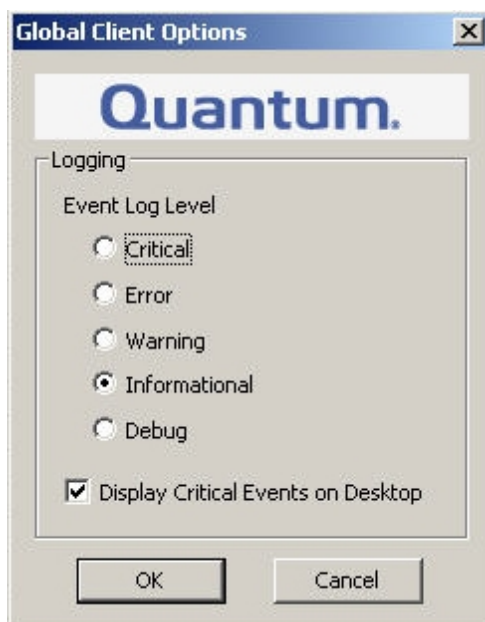 Global Client Options
Quantum.
Logging
Event Log Level
Critical
Error
Warning
Informational
Debug
Display Critical Events on Desktop
OK Cancel